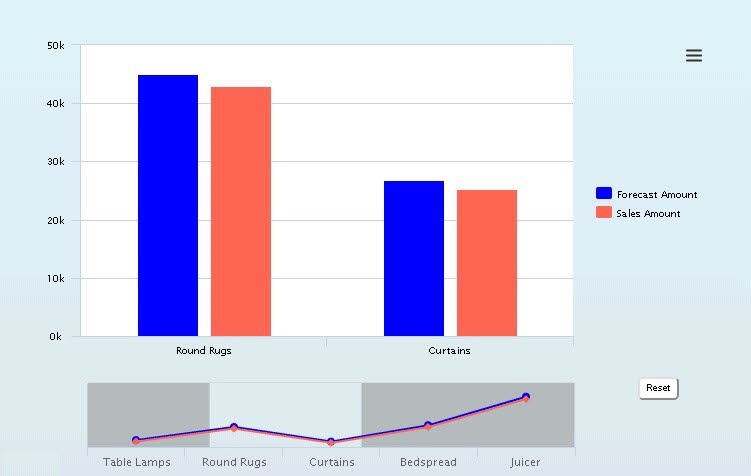 50k
40k
30k
20k
10k
0k
Round Rugs
Curtains
Forecast Amount
Sales Amount
Reset
Table Lamps
Round Rugs
Curtains
Bedspread
Juicer